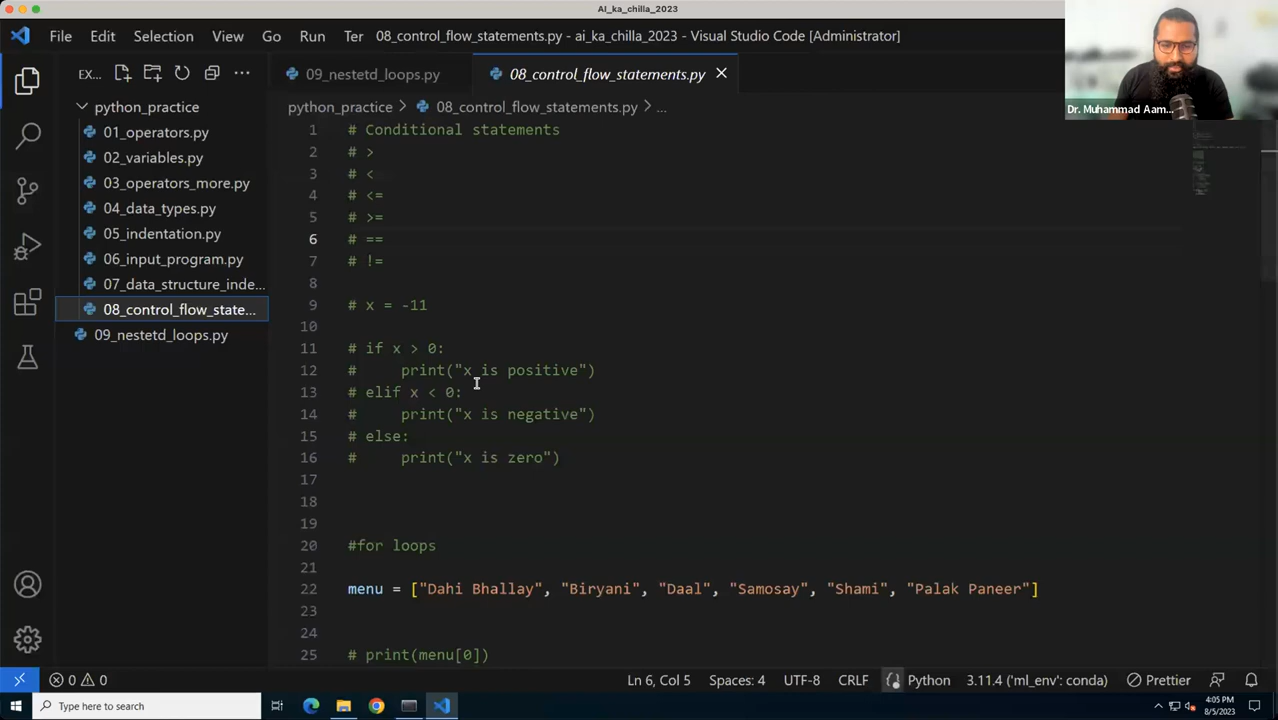 AI_ka_chilla_2023
File Edit Selection View Go Run Ter 08_control_flow_statements.py - ai_ka_chilla_2023 - Visual Studio Code [Administrator]
Dr. Muhammad Aam...
EX... 09_nestetd_loops.py 08_control_flow_statements.py
python_practice
python_practice > 08_control_flow_statements.py > ...
01_operators.py
02_variables.py
03_operators_more.py
04_data_types.py
05_indentation.py
06_input_program.py
07_data_structure_inde...
08_control_flow_state...
09_nestetd_loops.py
1 # Conditional statements
2 # >
3 # <
4 # <=
5 # >=
6 # ==
7 # !=
8
9 # x = -11
10
11 # if x > 0:
12 #     print("x is positive")
13 # elif x < 0:
14 #     print("x is negative")
15 # else:
16 #     print("x is zero")
17
18
19
20 #for loops
21
22 menu = ["Dahi Bhallay", "Biryani", "Daal", "Samosay", "Shami", "Palak Paneer"]
23
24
25 # print(menu[0])
0 0 Ln 6, Col 5 Spaces: 4 UTF-8 CRLF Python 3.11.4 ('ml_env': conda) Prettier
Type here to search
4:05 PM
8/5/2023